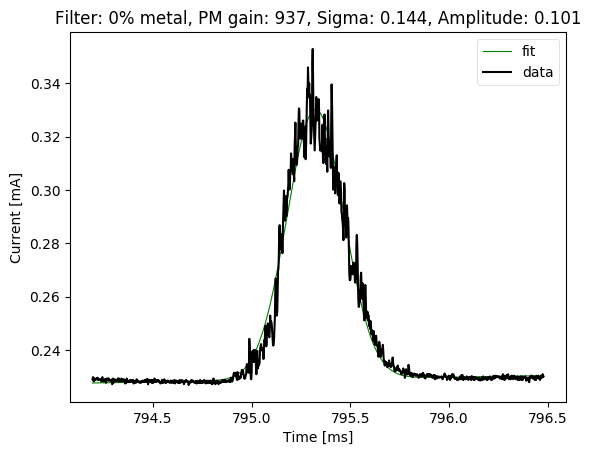 Filter: 0% metal, PM gain: 937, Sigma: 0.144, Amplitude: 0.101
fit
data
0.34
0.32
0.30
0.28
0.26
0.24
Current [mA]
794.5 795.0 795.5 796.0 796.5
Time [ms]